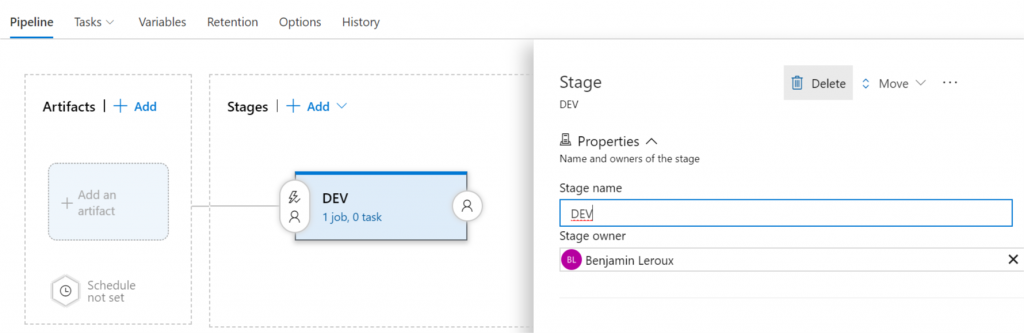 Pipeline Tasks Variables Retention Options History
Artifacts | + Add
Add an
artifact
Schedule
not set
Stages | + Add
DEV
1 job, 0 task
Stage
DEV
Delete
Move
...
Properties
Name and owners of the stage
Stage name
DEV
Stage owner
BL Benjamin Leroux